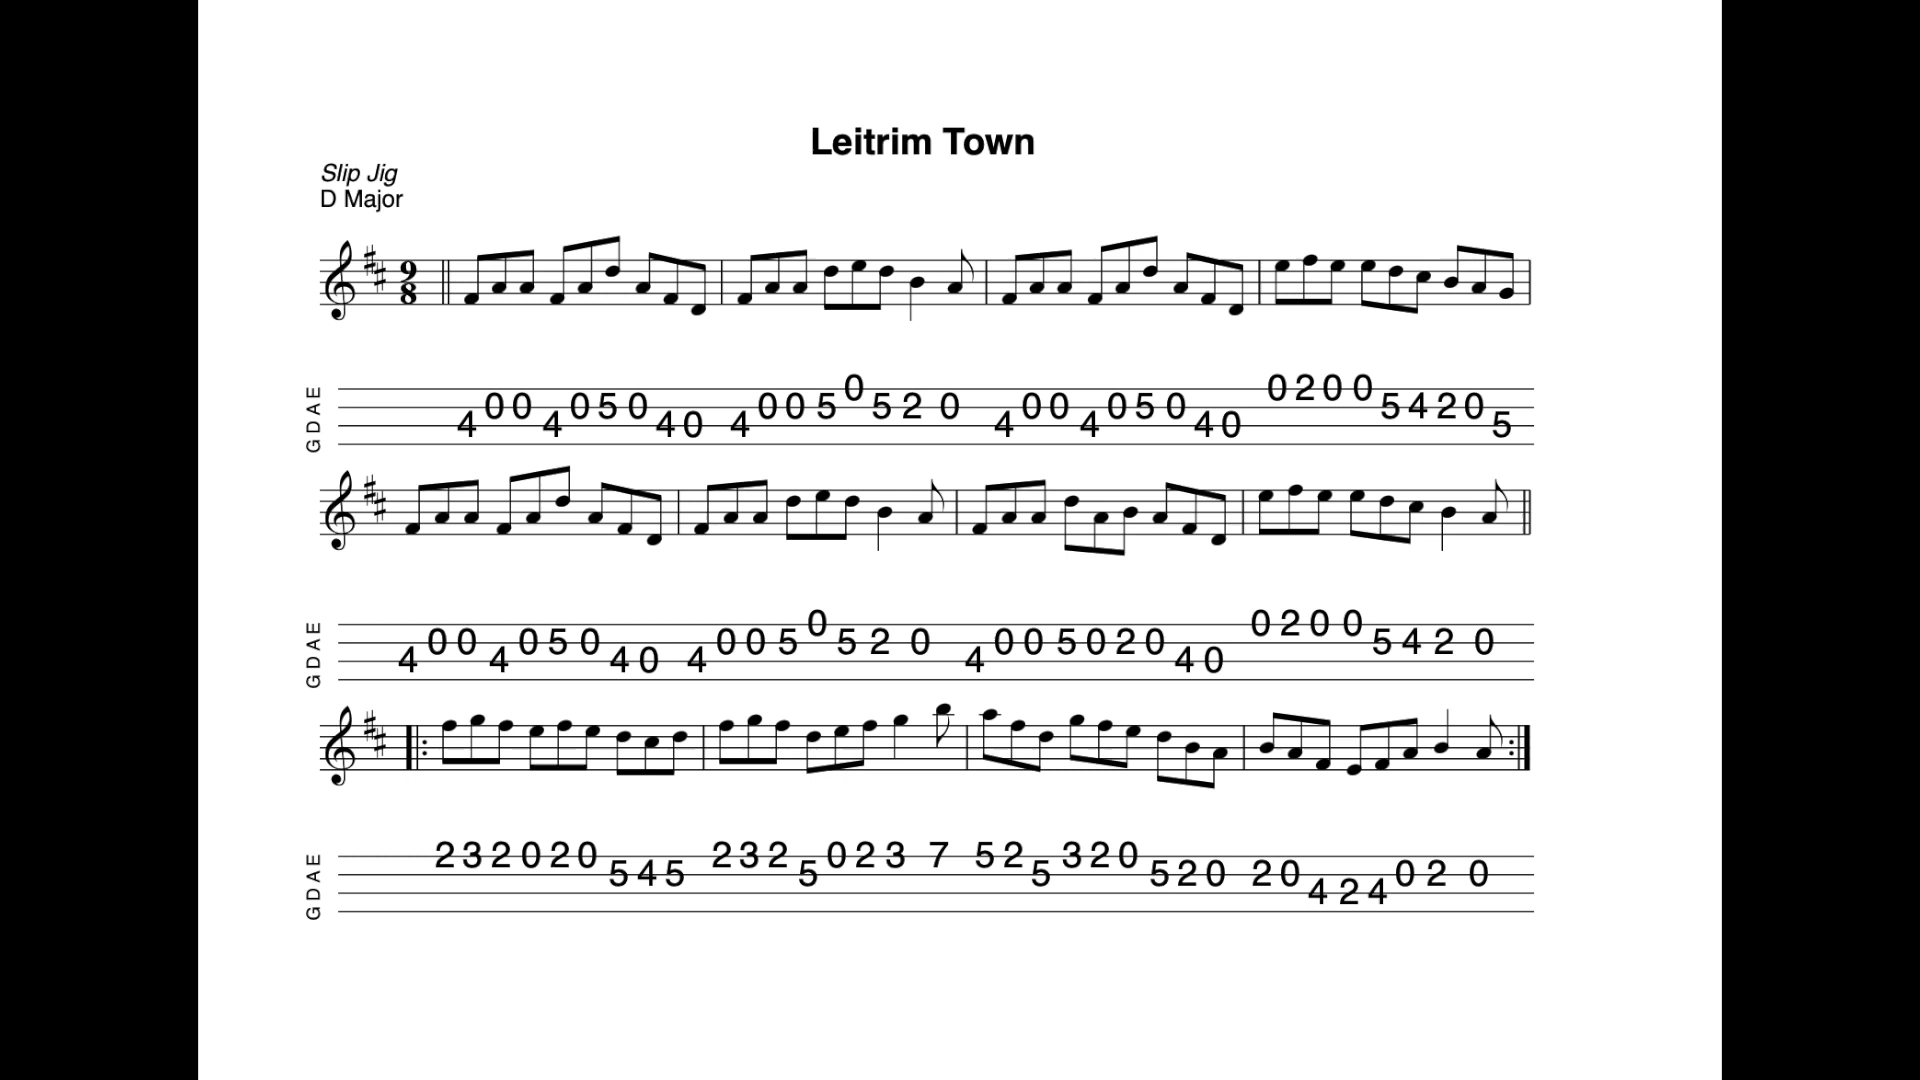 Leitrim Town
Slip Jig
D Major
9
8
G D A E
4 0 0 4 0 5 0 4 0 4 0 0 5 0 5 2 0 4 0 0 4 0 5 0 4 0 0 2 0 0 5 4 2 0 5
G D A E
4 0 0 4 0 5 0 4 0 4 0 0 5 0 5 2 0 4 0 0 5 0 2 0 4 0 0 2 0 0 5 4 2 0
G D A E
2 3 2 0 2 0 5 4 5 2 3 2 5 0 2 3 7 5 2 5 3 2 0 5 2 0 2 0 4 2 4 0 2 0